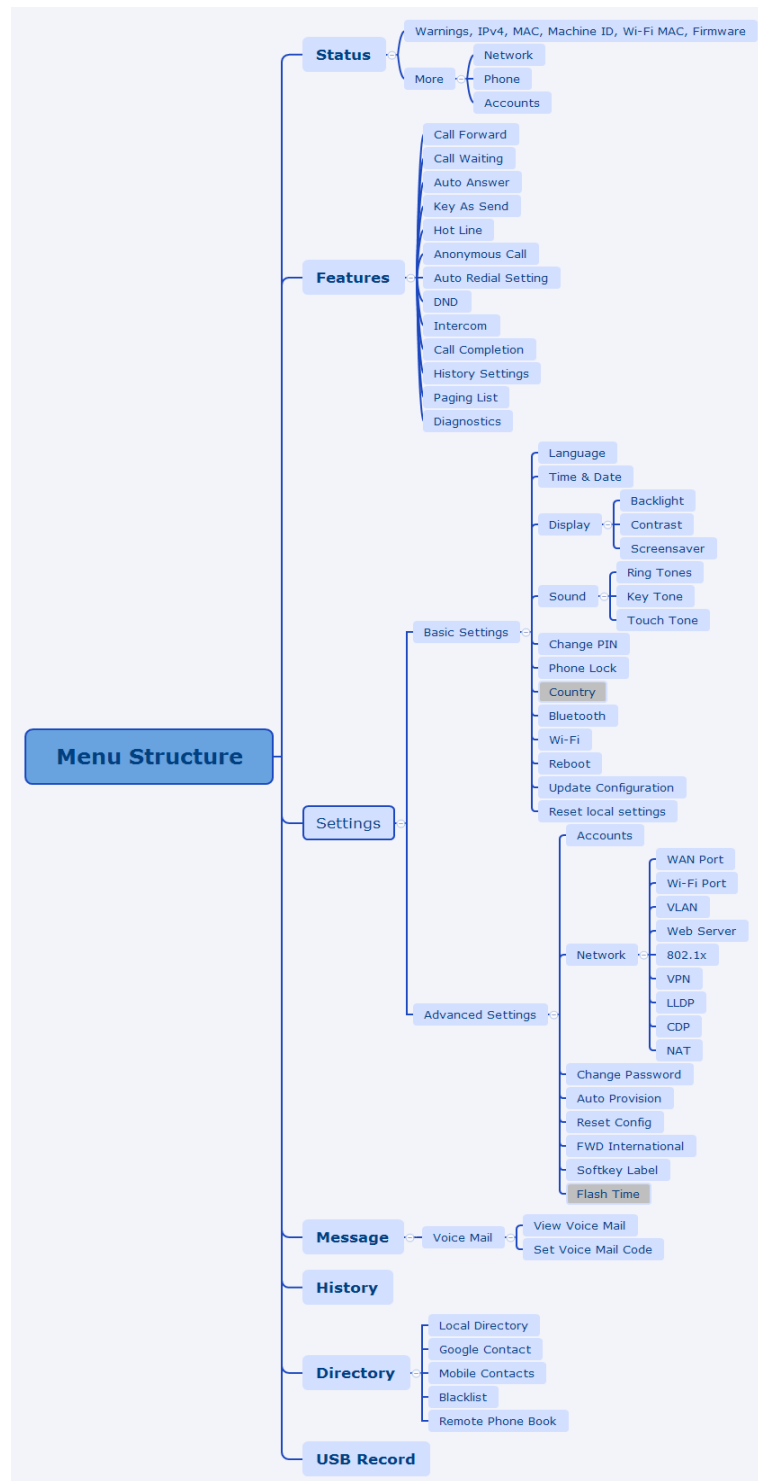 Menu Structure
Status
Warnings, IPv4, MAC, Machine ID, Wi-Fi MAC, Firmware
More
Network
Phone
Accounts
Features
Call Forward
Call Waiting
Auto Answer
Key As Send
Hot Line
Anonymous Call
Auto Redial Setting
DND
Intercom
Call Completion
History Settings
Paging List
Diagnostics
Settings
Basic Settings
Language
Time & Date
Display
Backlight
Contrast
Screensaver
Sound
Ring Tones
Key Tone
Touch Tone
Change PIN
Phone Lock
Country
Bluetooth
Wi-Fi
Reboot
Update Configuration
Reset local settings
Advanced Settings
Accounts
Network
WAN Port
Wi-Fi Port
VLAN
Web Server
802.1x
VPN
LLDP
CDP
NAT
Change Password
Auto Provision
Reset Config
FWD International
Softkey Label
Flash Time
Message
Voice Mail
View Voice Mail
Set Voice Mail Code
History
Directory
Local Directory
Google Contact
Mobile Contacts
Blacklist
Remote Phone Book
USB Record